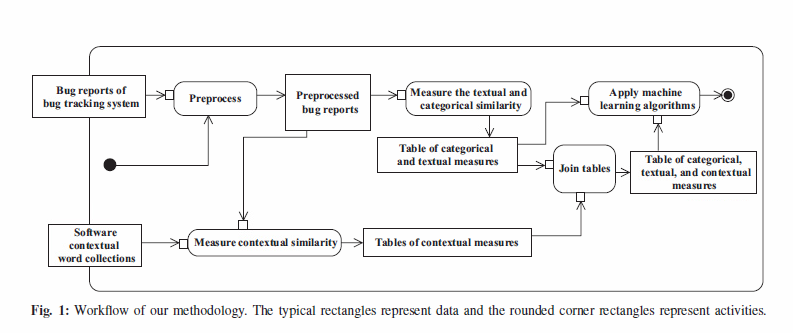 Bug reports of
bug tracking system
Preprocess
Preprocessed
bug reports
Measure the textual and
categorical similarity
Apply machine
learning algorithms
Table of categorical
and textual measures
Join tables
Table of categorical,
textual, and contextual
measures
Software
contextual
word collections
Measure contextual similarity
Tables of contextual measures
Fig. 1: Workflow of our methodology. The typical rectangles represent data and the rounded corner rectangles represent activities.